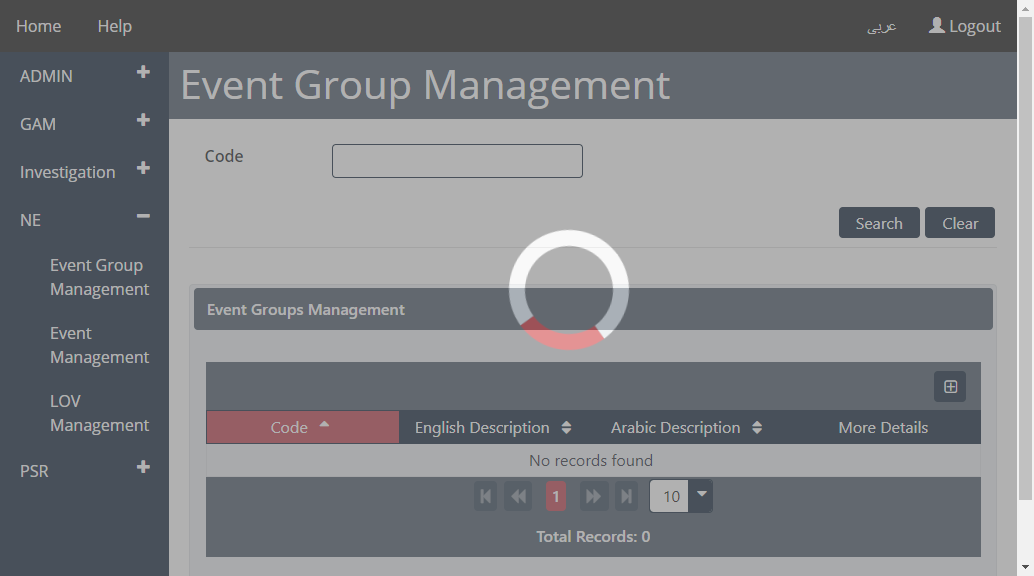 Home
Help
عربى
Logout
ADMIN
GAM
Investigation
NE
Event Group
Management
Event
Management
LOV
Management
PSR
Event Group Management
Code
Search
Clear
Event Groups Management
Code
English Description
Arabic Description
More Details
No records found
1
10
Total Records: 0